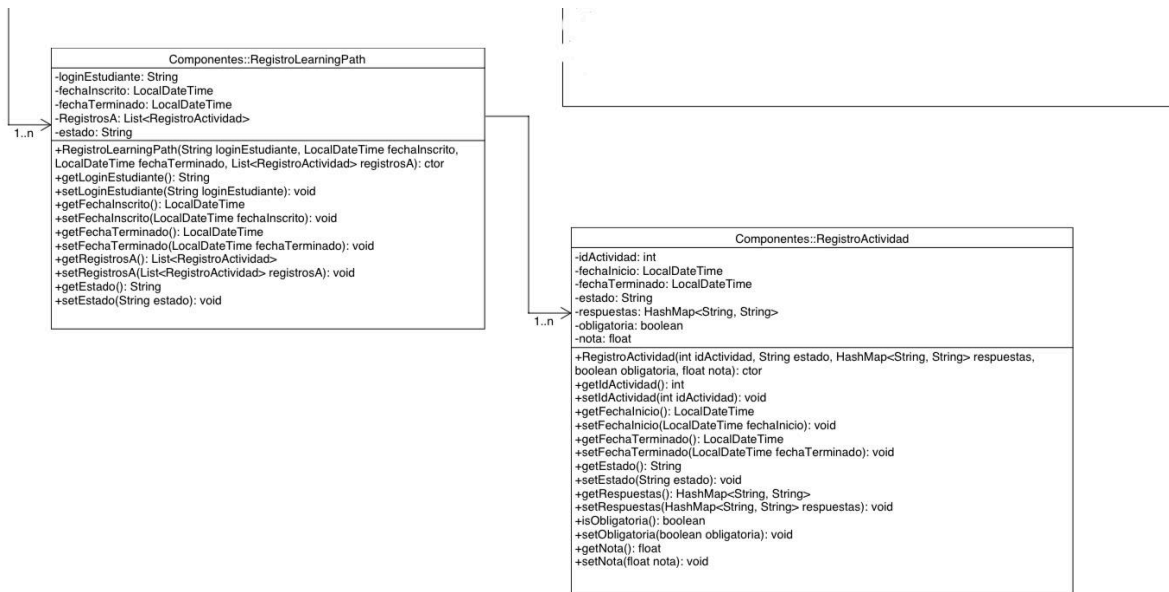 Componentes::RegistroLearningPath
-loginEstudiante: String
-fechaInscrito: LocalDateTime
-fechaTerminado: LocalDateTime
-RegistrosA: List<RegistroActividad>
-estado: String
1..n
+RegistroLearningPath(String loginEstudiante, LocalDateTime fechaInscrito,
LocalDateTime fechaTerminado, List<RegistroActividad> registrosA): ctor
+getLoginEstudiante(): String
+setLoginEstudiante(String loginEstudiante): void
+getFechaInscrito(): LocalDateTime
+setFechaInscrito(LocalDateTime fechaInscrito): void
+getFechaTerminado(): LocalDateTime
+setFechaTerminado(LocalDateTime fechaTerminado): void
+getRegistrosA(): List<RegistroActividad>
+setRegistrosA(List<RegistroActividad> registrosA): void
+getEstado(): String
+setEstado(String estado): void
Componentes::RegistroActividad
-idActividad: int
-fechaInicio: LocalDateTime
-fechaTerminado: LocalDateTime
-estado: String
-respuestas: HashMap<String, String>
-obligatoria: boolean
-nota: float
1..n
+RegistroActividad(int idActividad, String estado, HashMap<String, String> respuestas,
boolean obligatoria, float nota): ctor
+getIdActividad(): int
+setIdActividad(int idActividad): void
+getFechaInicio(): LocalDateTime
+setFechaInicio(LocalDateTime fechaInicio): void
+getFechaTerminado(): LocalDateTime
+setFechaTerminado(LocalDateTime fechaTerminado): void
+getEstado(): String
+setEstado(String estado): void
+getRespuestas(): HashMap<String, String>
+setRespuestas(HashMap<String, String> respuestas): void
+isObligatoria(): boolean
+setObligatoria(boolean obligatoria): void
+getNota(): float
+setNota(float nota): void